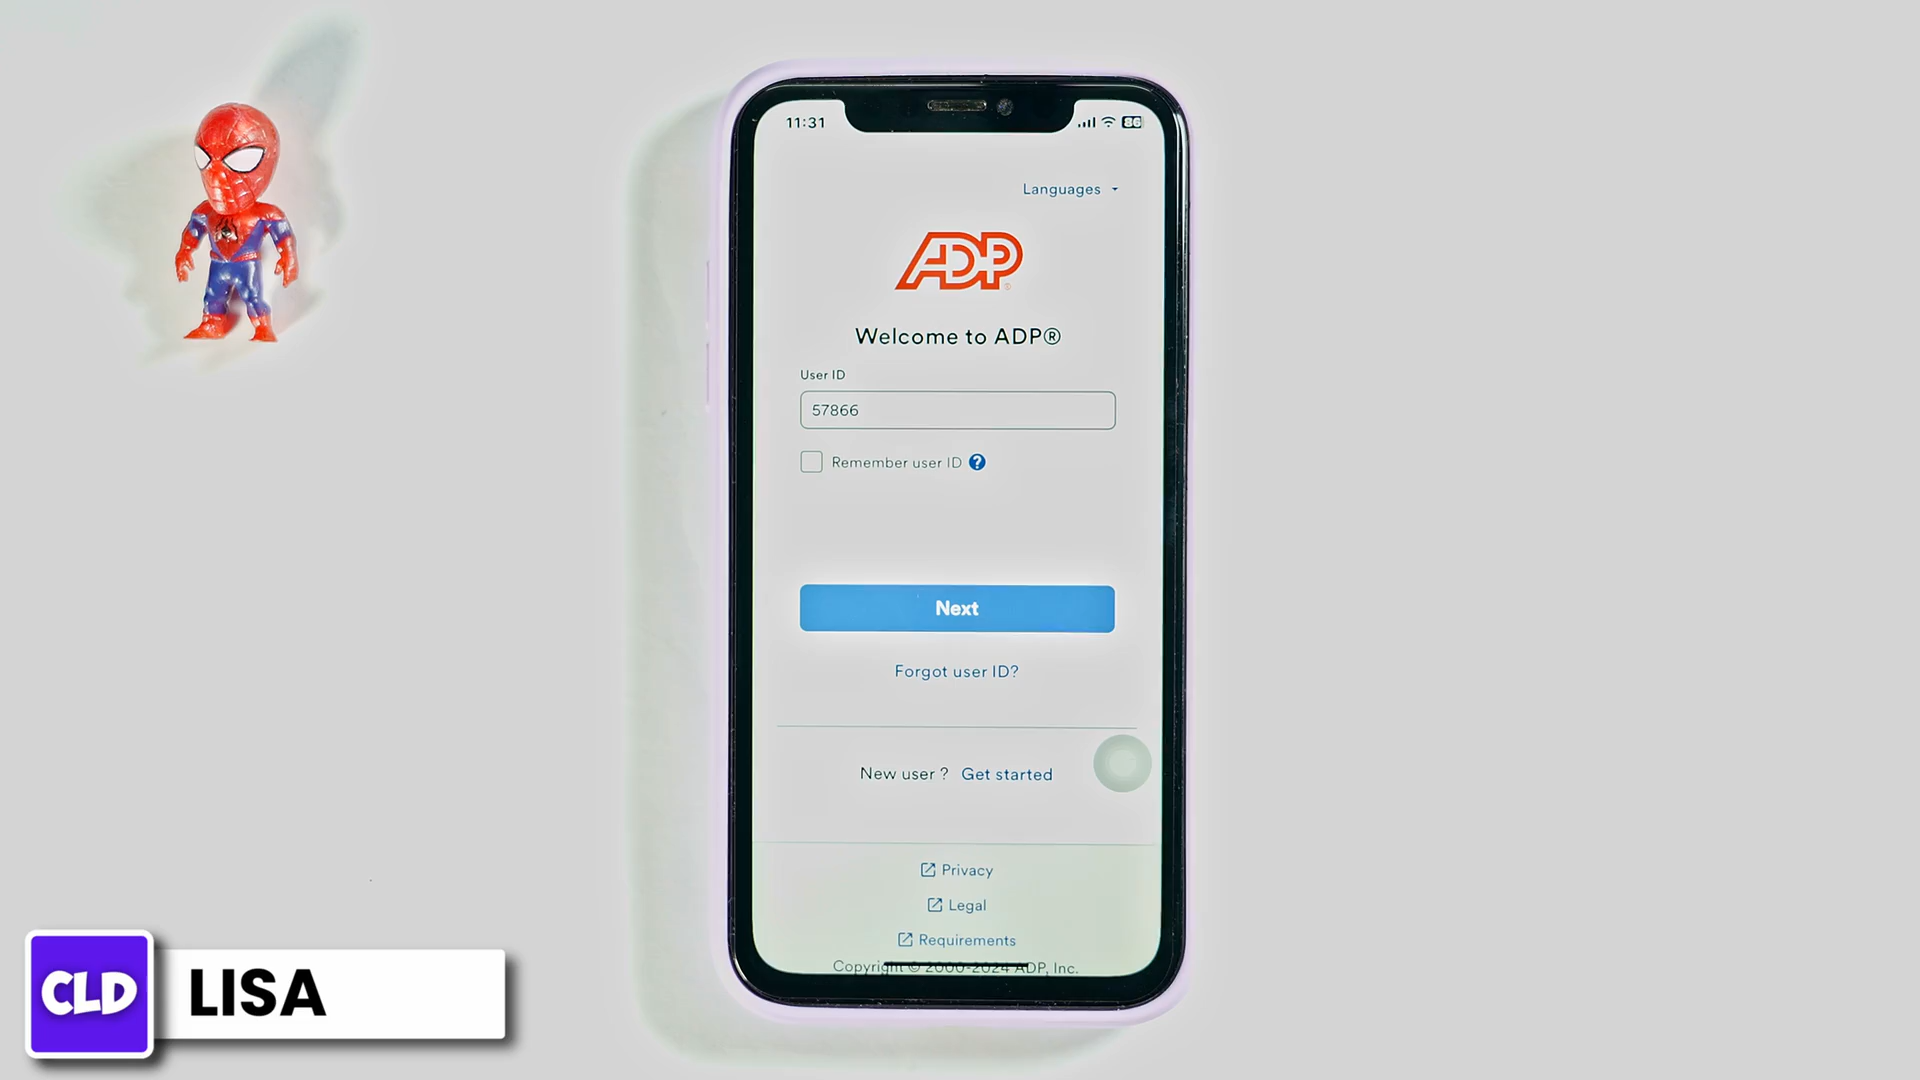 11:31
86
Languages
ADP
Welcome to ADP®
User ID
57866
Remember user ID ?
Next
Forgot user ID?
New user ? Get started
Privacy
Legal
Requirements
Copyright © 2000-2024 ADP, Inc.
CLD
LISA